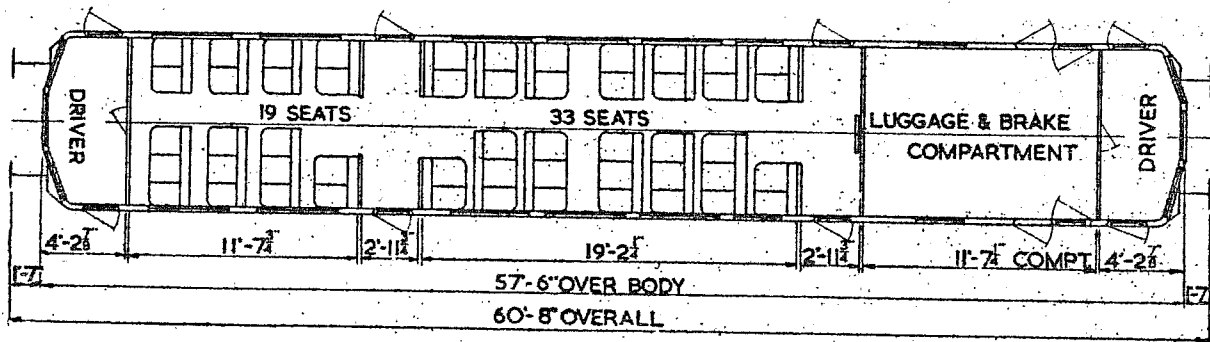 DRIVER
19 SEATS
33 SEATS
LUGGAGE & BRAKE
COMPARTMENT
DRIVER
4'-2⅞"
11'-7¾"
2'-11¾"
19'-2¼"
2'-11¾"
11'-7¼" COMPT.
4'-2⅞"
1'-7"
57'-6" OVER BODY
1'-7"
60'-8" OVERALL